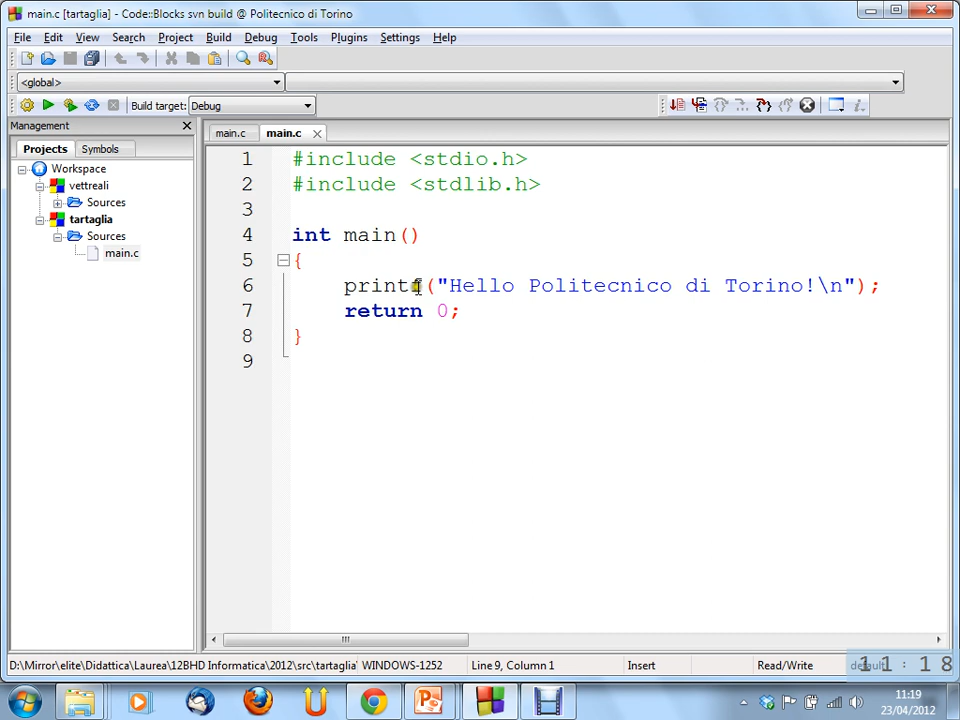 main.c [tartaglia] - Code::Blocks svn build @ Politecnico di Torino
File Edit View Search Project Build Debug Tools Plugins Settings Help
<global>
Build target: Debug
Management
Projects Symbols
Workspace
vettreali
Sources
tartaglia
Sources
main.c
main.c main.c
1 #include <stdio.h>
2 #include <stdlib.h>
3
4 int main()
5 {
6 printf("Hello Politecnico di Torino!\n");
7 return 0;
8 }
9
D:\Mirror\elite\Didattica\Laurea\12BHD Informatica\2012\src\tartaglia\ WINDOWS-1252 Line 9, Column 1 Insert Read/Write default
11:18
11:19
23/04/2012